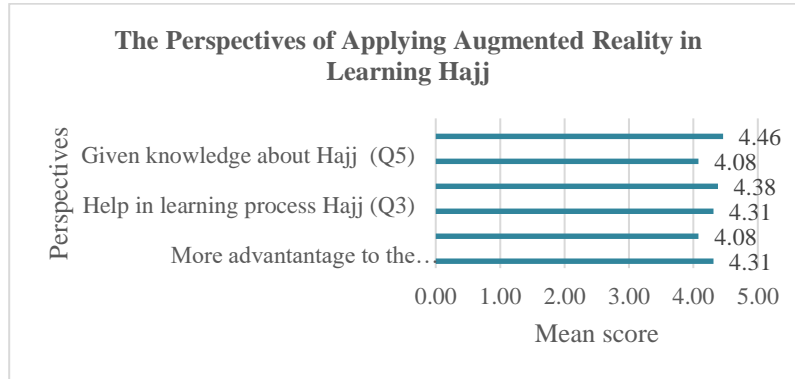 The Perspectives of Applying Augmented Reality in
Learning Hajj
Perspectives
4.46
Given knowledge about Hajj (Q5)
4.08
4.38
Help in learning process Hajj (Q3)
4.31
4.08
More advantantage to the…
4.31
0.00 1.00 2.00 3.00 4.00 5.00
Mean score